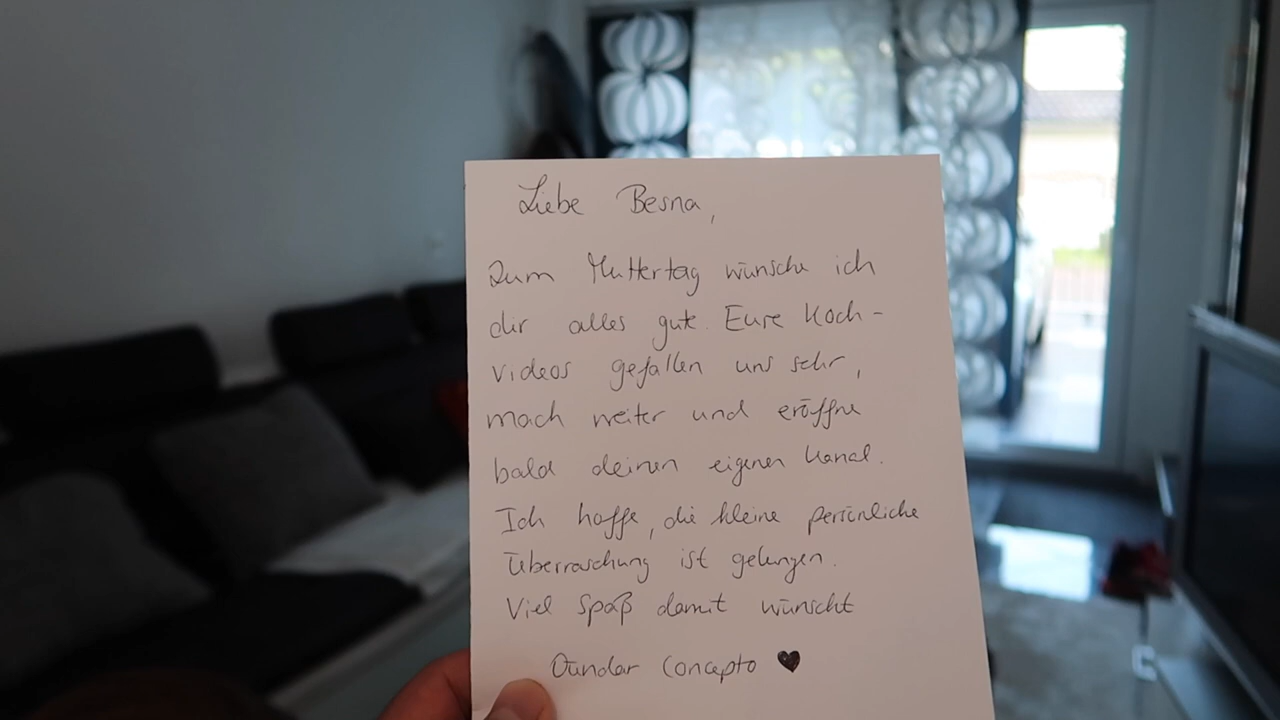 Liebe Besna,
Zum Muttertag wünsche ich
dir alles gute. Eure Koch-
videos gefallen uns sehr,
mach weiter und eröffne
bald deinen eigenen Kanal.
Ich hoffe, die kleine persönliche
Überraschung ist gelungen.
Viel Spaß damit wünscht
Concepto